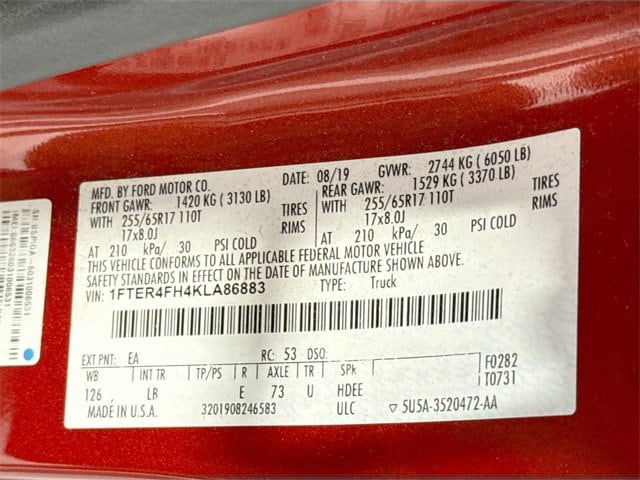 MFD. BY FORD MOTOR CO. DATE: 08/19 GVWR: 2744 KG (6050 LB)
FRONT GAWR: 1420 KG (3130 LB) REAR GAWR: 1529 KG (3370 LB)
WITH 255/65R17 110T TIRES WITH 255/65R17 110T TIRES
17x8.0J RIMS 17x8.0J RIMS
AT 210 kPa/ 30 PSI COLD AT 210 kPa/ 30 PSI COLD
THIS VEHICLE CONFORMS TO ALL APPLICABLE FEDERAL MOTOR VEHICLE
SAFETY STANDARDS IN EFFECT ON THE DATE OF MANUFACTURE SHOWN ABOVE.
VIN: 1FTER4FH4KLA86883 TYPE: Truck
EXT PNT: EA RC: 53 DSO:
WB INT TR TP/PS R AXLE TR SPR F0282
126 LB E 73 U HDEE T0731
MADE IN U.S.A. 3201908246583 ULC ▽ 5U5A-3520472-AA